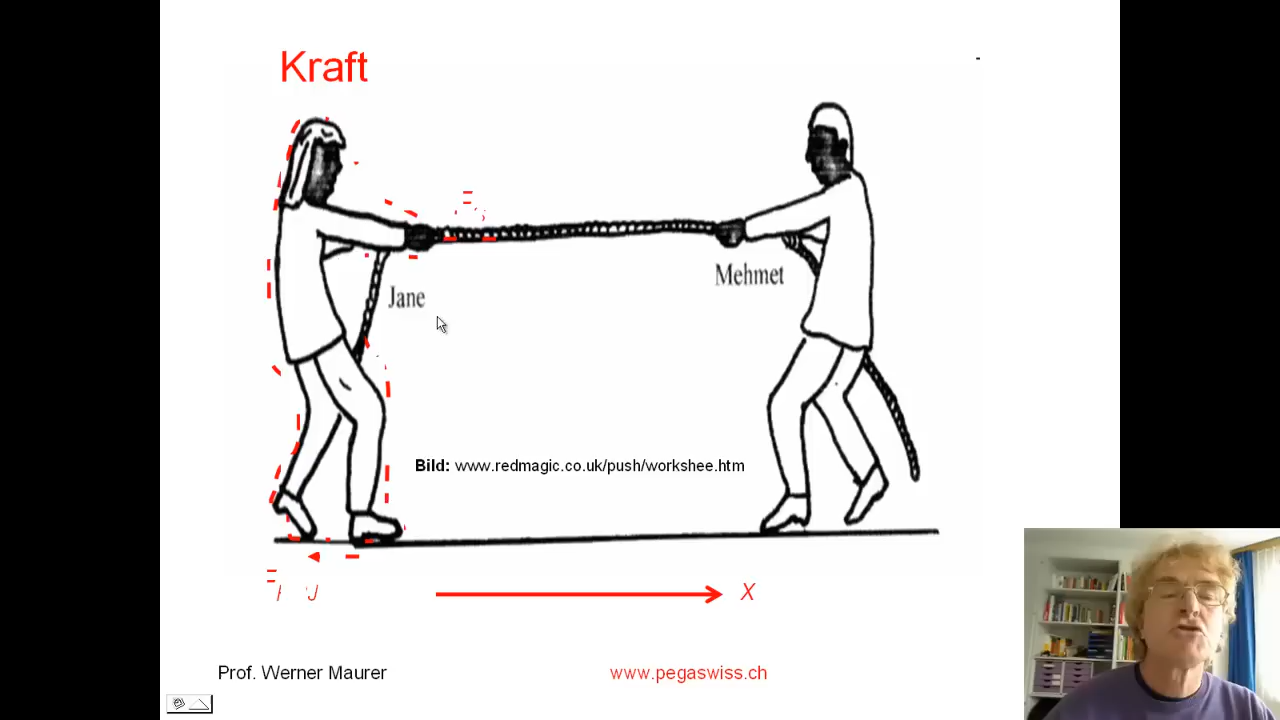 Kraft
Jane
Mehmet
Bild: www.redmagic.co.uk/push/workshee.htm
X
Prof. Werner Maurer
www.pegaswiss.ch